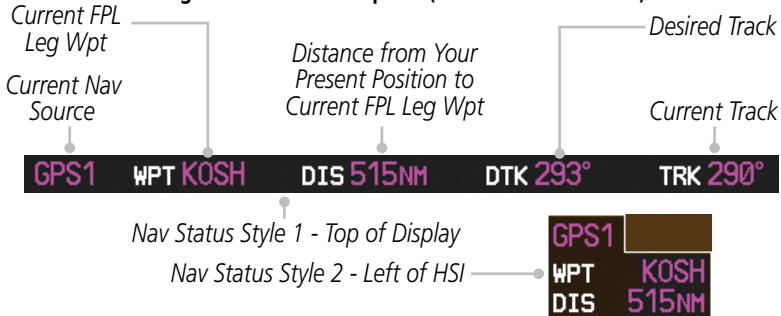 Current FPL
Leg Wpt
Desired Track
Distance from Your
Present Position to
Current FPL Leg Wpt
Current Nav
Source
Current Track
GPS1 WPT KOSH DIS 515NM DTK 293° TRK 290°
Nav Status Style 1 - Top of Display
Nav Status Style 2 - Left of HSI
GPS1
WPT KOSH
DIS 515NM